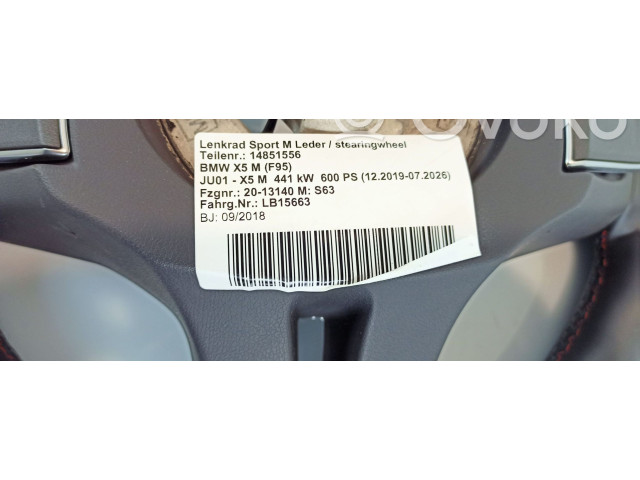 OVOKO
Lenkrad Sport M Leder / stearingwheel
Teilenr.: 14851556
BMW X5 M (F95)
JU01 - X5 M 441 kW 600 PS (12.2019-07.2026)
Fzgnr.: 20-13140 M: S63
Fahrg.Nr.: LB15663
BJ: 09/2018